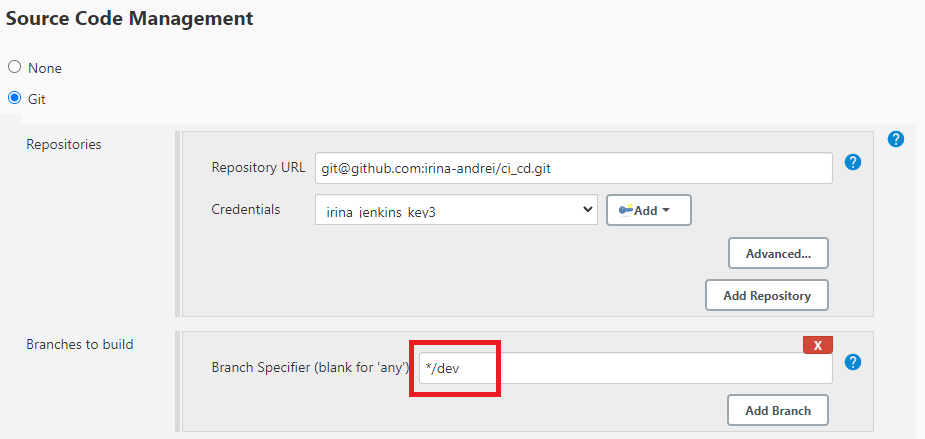 Source Code Management
None
Git
Repositories
Repository URL git@github.com:irina-andrei/ci_cd.git
Credentials irina_jenkins_key3 Add
Advanced...
Add Repository
Branches to build
X
Branch Specifier (blank for 'any') */dev
Add Branch